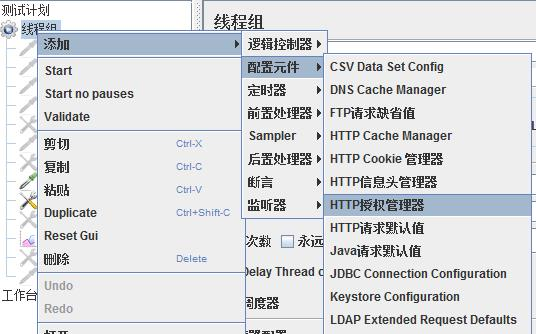 测试计划
线程组
线程组
添加
Start
Start no pauses
Validate
剪切 Ctrl-X
复制 Ctrl-C
粘贴 Ctrl-V
Duplicate Ctrl+Shift-C
Reset Gui
删除 Delete
Undo
Redo
打开
工作台
逻辑控制器
配置元件
定时器
前置处理器
Sampler
后置处理器
断言
监听器
次数 永远
Delay Thread
调度器
CSV Data Set Config
DNS Cache Manager
FTP请求缺省值
HTTP Cache Manager
HTTP Cookie 管理器
HTTP信息头管理器
HTTP授权管理器
HTTP请求默认值
Java请求默认值
JDBC Connection Configuration
Keystore Configuration
LDAP Extended Request Defaults